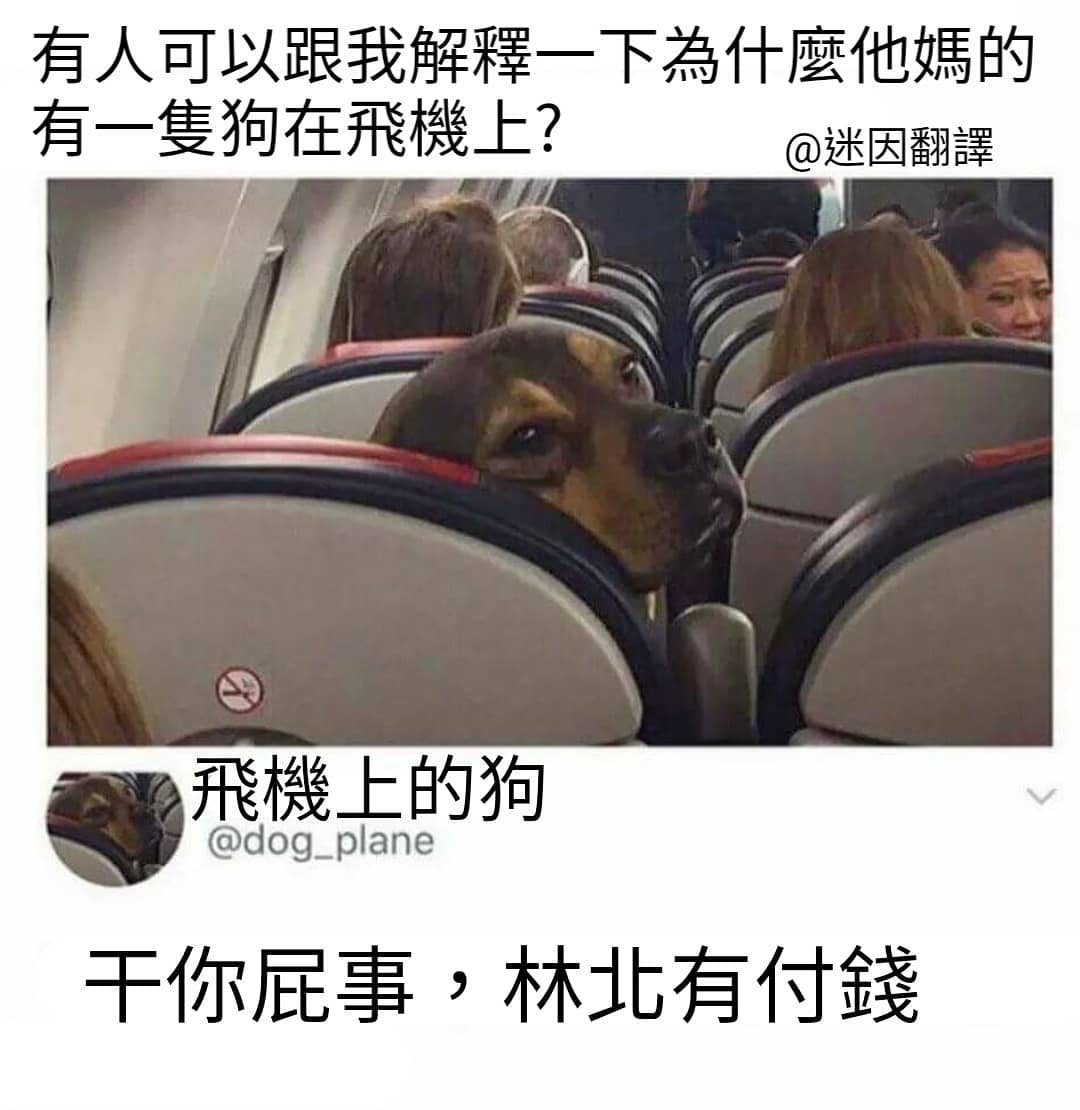 有人可以跟我解釋一下為什麼他媽的
有一隻狗在飛機上?
@迷因翻譯
飛機上的狗
@dog_plane
干你屁事，林北有付錢